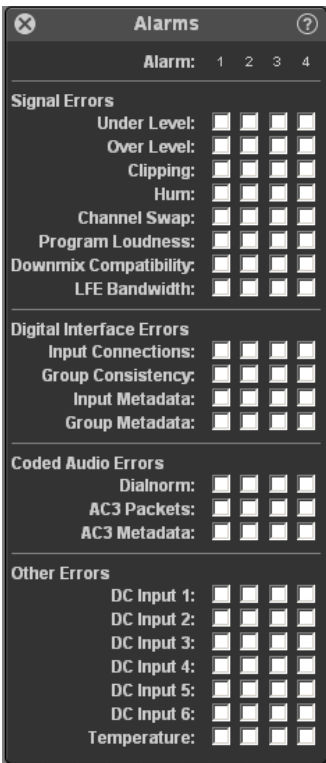 Alarms ?
Alarm: 1 2 3 4
Signal Errors
Under Level:
Over Level:
Clipping:
Hum:
Channel Swap:
Program Loudness:
Downmix Compatibility:
LFE Bandwidth:
Digital Interface Errors
Input Connections:
Group Consistency:
Input Metadata:
Group Metadata:
Coded Audio Errors
Dialnorm:
AC3 Packets:
AC3 Metadata:
Other Errors
DC Input 1:
DC Input 2:
DC Input 3:
DC Input 4:
DC Input 5:
DC Input 6:
Temperature: